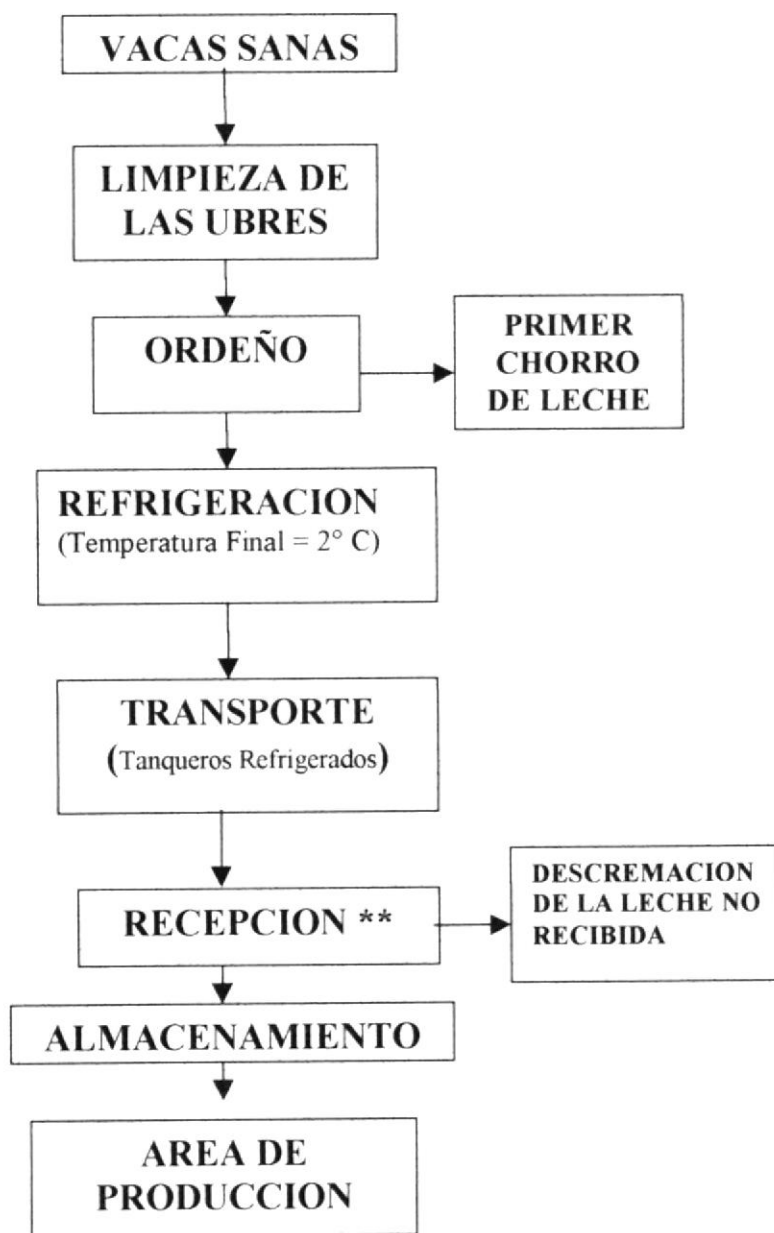 VACAS SANAS
LIMPIEZA DE
LAS UBRES
ORDEÑO
PRIMER
CHORRO
DE LECHE
REFRIGERACION
(Temperatura Final = 2° C)
TRANSPORTE
(Tanqueros Refrigerados)
RECEPCION **
DESCREMACION
DE LA LECHE NO
RECIBIDA
ALMACENAMIENTO
AREA DE
PRODUCCION